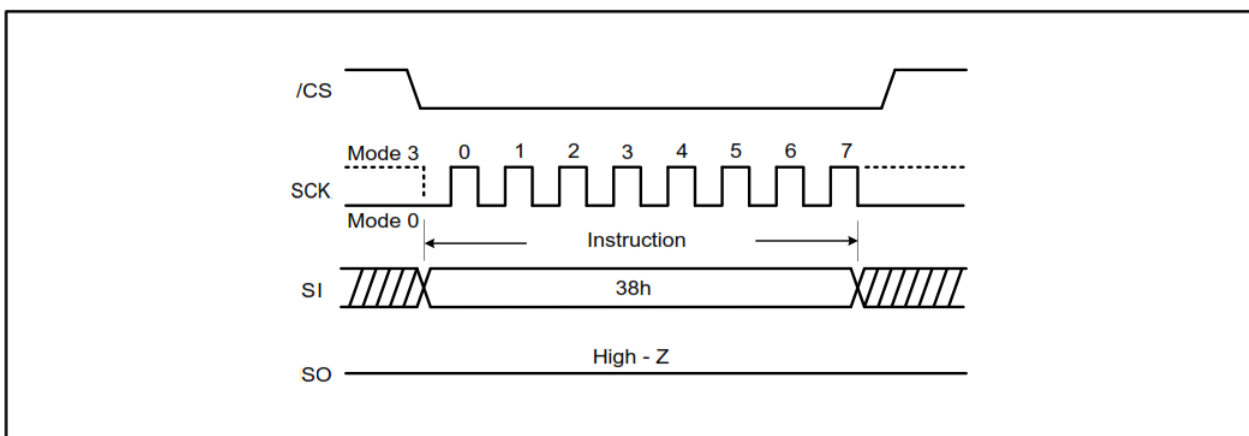 /CS
Mode 3 0 1 2 3 4 5 6 7
SCK
Mode 0
Instruction
SI 38h
High - Z
SO